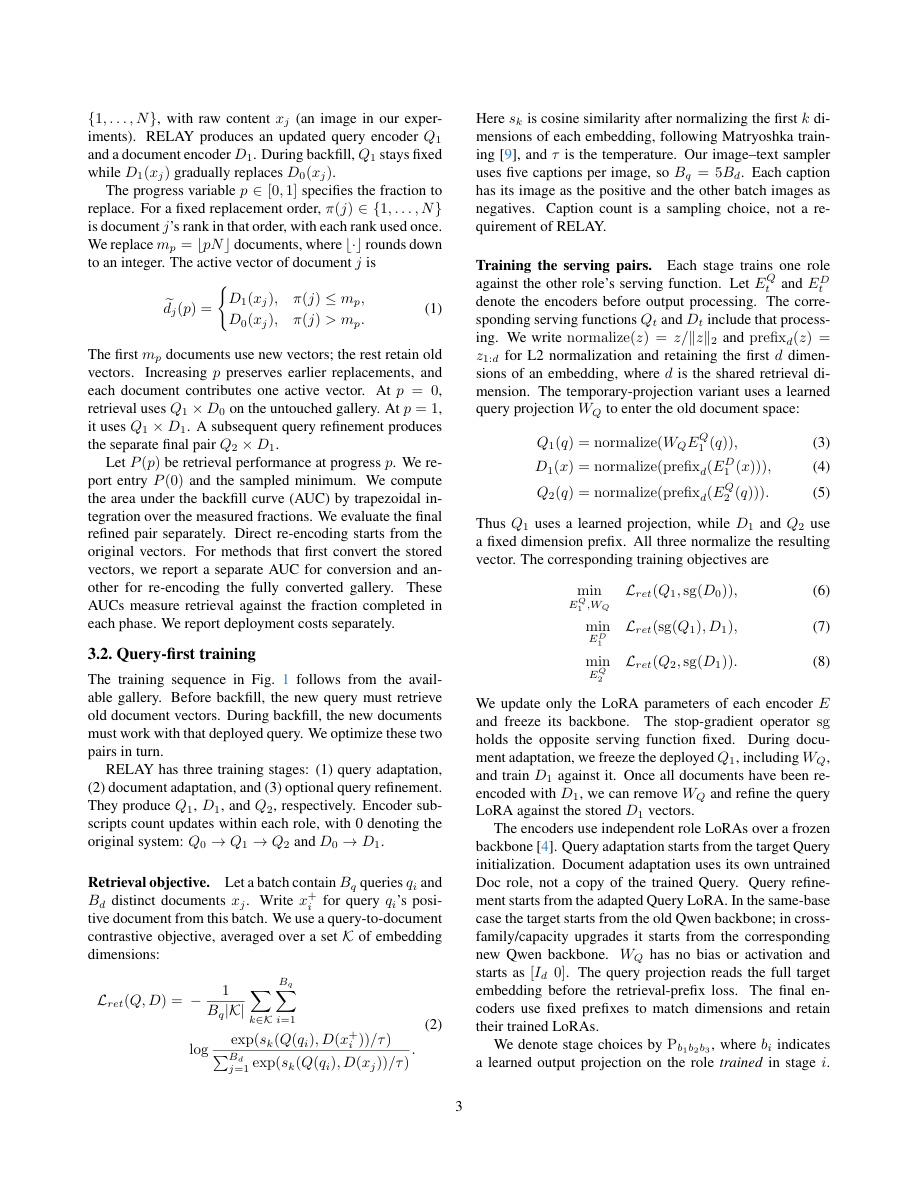 {1, . . . , N}, with raw content x_j (an image in our exper-
iments). RELAY produces an updated query encoder Q_1
and a document encoder D_1. During backfill, Q_1 stays fixed
while D_1(x_j) gradually replaces D_0(x_j).
The progress variable p ∈ [0, 1] specifies the fraction to
replace. For a fixed replacement order, π(j) ∈ {1, . . . , N}
is document j’s rank in that order, with each rank used once.
We replace m_p = ⌊pN⌋ documents, where ⌊·⌋ rounds down
to an integer. The active vector of document j is
d̃_j(p) = { D_1(x_j), π(j) ≤ m_p,
D_0(x_j), π(j) > m_p. (1)
The first m_p documents use new vectors; the rest retain old
vectors. Increasing p preserves earlier replacements, and
each document contributes one active vector. At p = 0,
retrieval uses Q_1 × D_0 on the untouched gallery. At p = 1,
it uses Q_1 × D_1. A subsequent query refinement produces
the separate final pair Q_2 × D_1.
Let P(p) be retrieval performance at progress p. We re-
port entry P(0) and the sampled minimum. We compute
the area under the backfill curve (AUC) by trapezoidal in-
tegration over the measured fractions. We evaluate the final
refined pair separately. Direct re-encoding starts from the
original vectors. For methods that first convert the stored
vectors, we report a separate AUC for conversion and an-
other for re-encoding the fully converted gallery. These
AUCs measure retrieval against the fraction completed in
each phase. We report deployment costs separately.
3.2. Query-first training
The training sequence in Fig. 1 follows from the avail-
able gallery. Before backfill, the new query must retrieve
old document vectors. During backfill, the new documents
must work with that deployed query. We optimize these two
pairs in turn.
RELAY has three training stages: (1) query adaptation,
(2) document adaptation, and (3) optional query refinement.
They produce Q_1, D_1, and Q_2, respectively. Encoder sub-
scripts count updates within each role, with 0 denoting the
original system: Q_0 → Q_1 → Q_2 and D_0 → D_1.
Retrieval objective. Let a batch contain B_q queries q_i and
B_d distinct documents x_j. Write x_i^+ for query q_i’s posi-
tive document from this batch. We use a query-to-document
contrastive objective, averaged over a set K of embedding
dimensions:
L_ret(Q, D) = − 1/(B_q|K|) ∑_{k∈K} ∑_{i=1}^{B_q}
log exp(s_k(Q(q_i), D(x_i^+))/τ) / ∑_{j=1}^{B_d} exp(s_k(Q(q_i), D(x_j))/τ). (2)
Here s_k is cosine similarity after normalizing the first k di-
mensions of each embedding, following Matryoshka train-
ing [9], and τ is the temperature. Our image–text sampler
uses five captions per image, so B_q = 5B_d. Each caption
has its image as the positive and the other batch images as
negatives. Caption count is a sampling choice, not a re-
quirement of RELAY.
Training the serving pairs. Each stage trains one role
against the other role’s serving function. Let E_t^Q and E_t^D
denote the encoders before output processing. The corre-
sponding serving functions Q_t and D_t include that process-
ing. We write normalize(z) = z/∥z∥_2 and prefix_d(z) =
z_{1:d} for L2 normalization and retaining the first d dimen-
sions of an embedding, where d is the shared retrieval di-
mension. The temporary-projection variant uses a learned
query projection W_Q to enter the old document space:
Q_1(q) = normalize(W_Q E_1^Q(q)), (3)
D_1(x) = normalize(prefix_d(E_1^D(x))), (4)
Q_2(q) = normalize(prefix_d(E_2^Q(q))). (5)
Thus Q_1 uses a learned projection, while D_1 and Q_2 use
a fixed dimension prefix. All three normalize the resulting
vector. The corresponding training objectives are
min_{E_1^Q,W_Q} L_ret(Q_1, sg(D_0)), (6)
min_{E_1^D} L_ret(sg(Q_1), D_1), (7)
min_{E_2^Q} L_ret(Q_2, sg(D_1)). (8)
We update only the LoRA parameters of each encoder E
and freeze its backbone. The stop-gradient operator sg
holds the opposite serving function fixed. During docu-
ment adaptation, we freeze the deployed Q_1, including W_Q,
and train D_1 against it. Once all documents have been re-
encoded with D_1, we can remove W_Q and refine the query
LoRA against the stored D_1 vectors.
The encoders use independent role LoRAs over a frozen
backbone [4]. Query adaptation starts from the target Query
initialization. Document adaptation uses its own untrained
Doc role, not a copy of the trained Query. Query refine-
ment starts from the adapted Query LoRA. In the same-base
case the target starts from the old Qwen backbone; in cross-
family/capacity upgrades it starts from the corresponding
new Qwen backbone. W_Q has no bias or activation and
starts as [I_d 0]. The query projection reads the full target
embedding before the retrieval-prefix loss. The final en-
coders use fixed prefixes to match dimensions and retain
their trained LoRAs.
We denote stage choices by P_{b_1b_2b_3}, where b_i indicates
a learned output projection on the role trained in stage i.
3